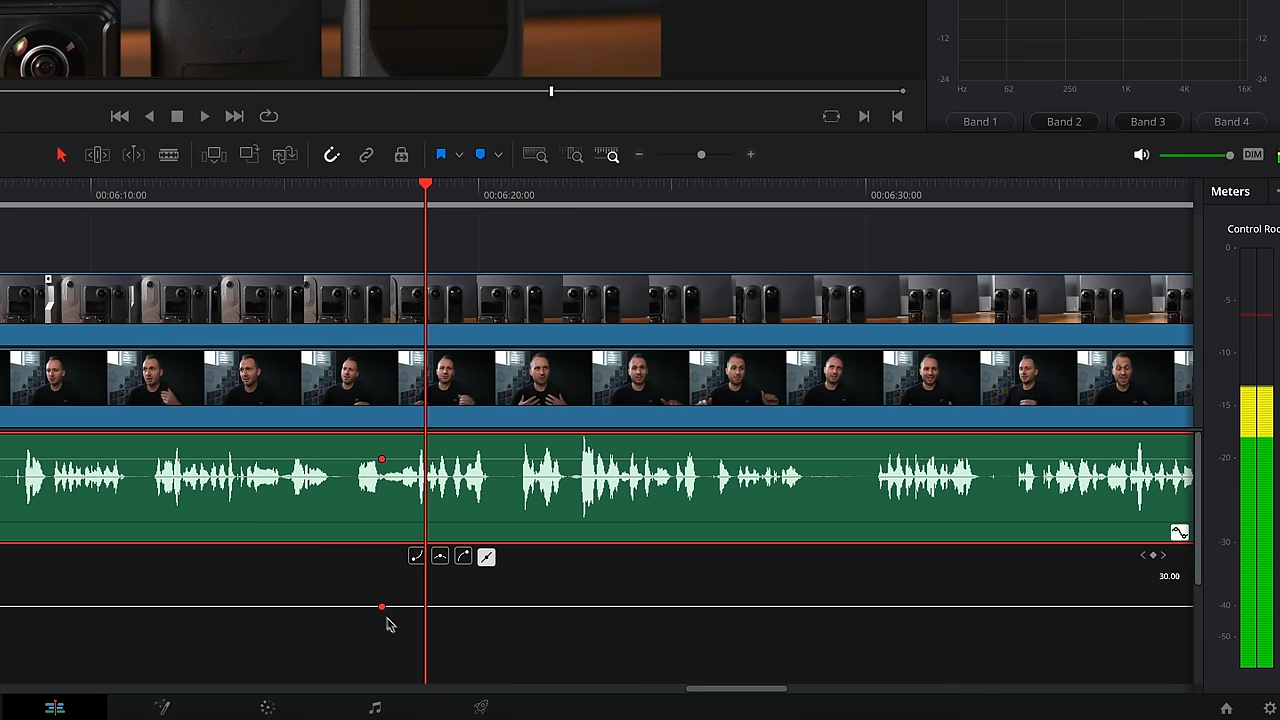 -12
-12
-24
-24
Hz
62
250
1K
4K
16K
Band 1
Band 2
Band 3
Band 4
DIM
00:06:10:00
00:06:20:00
00:06:30:00
Meters
Control Roo
0
-5
-10
-15
-20
-30
-40
-50
30.00